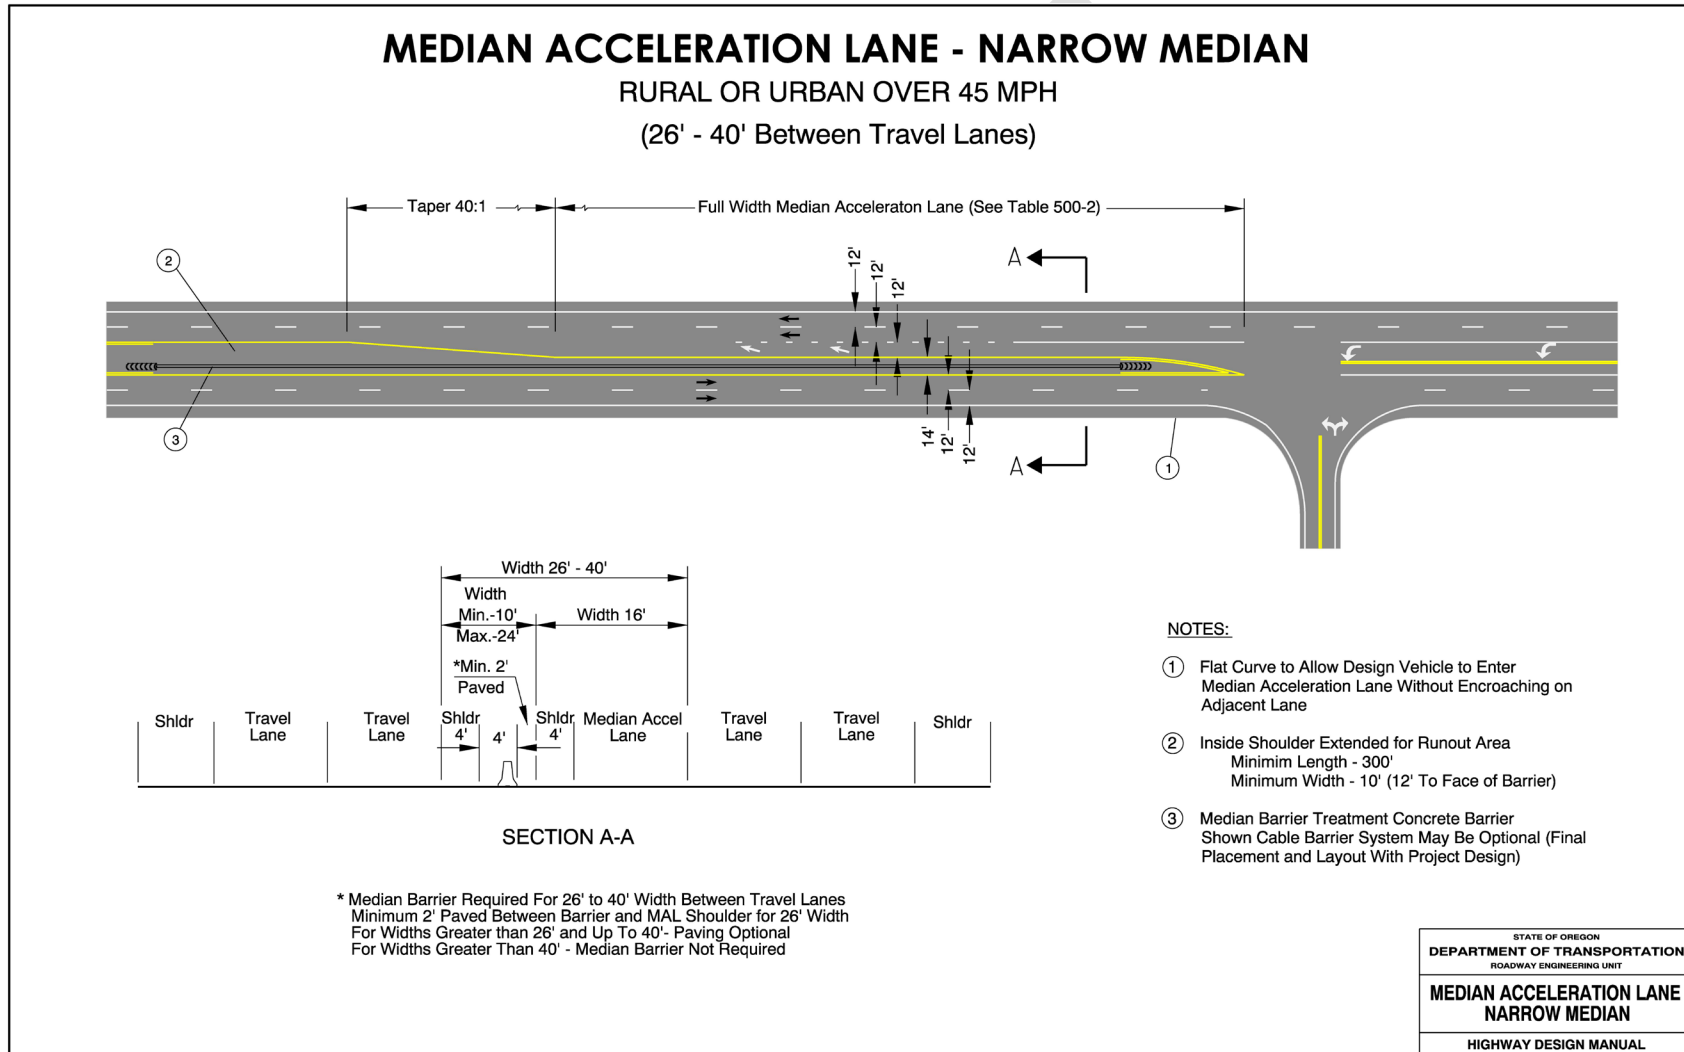 MEDIAN ACCELERATION LANE - NARROW MEDIAN
RURAL OR URBAN OVER 45 MPH
(26' - 40' Between Travel Lanes)
Taper 40:1
Full Width Median Acceleraton Lane (See Table 500-2)
A
2
12'
12'
12'
3
14'
12'
12'
A
1
Width 26' - 40'
Width
Min.-10'
Max.-24'
Width 16'
*Min. 2'
Paved
Shldr
Travel
Lane
Travel
Lane
Shldr
4'
4'
Shldr
4'
Median Accel
Lane
Travel
Lane
Travel
Lane
Shldr
SECTION A-A
* Median Barrier Required For 26' to 40' Width Between Travel Lanes
Minimum 2' Paved Between Barrier and MAL Shoulder for 26' Width
For Widths Greater than 26' and Up To 40'- Paving Optional
For Widths Greater Than 40' - Median Barrier Not Required
NOTES:
1 Flat Curve to Allow Design Vehicle to Enter
Median Acceleration Lane Without Encroaching on
Adjacent Lane
2 Inside Shoulder Extended for Runout Area
Minimim Length - 300'
Minimum Width - 10' (12' To Face of Barrier)
3 Median Barrier Treatment Concrete Barrier
Shown Cable Barrier System May Be Optional (Final
Placement and Layout With Project Design)
STATE OF OREGON
DEPARTMENT OF TRANSPORTATION
ROADWAY ENGINEERING UNIT
MEDIAN ACCELERATION LANE
NARROW MEDIAN
HIGHWAY DESIGN MANUAL